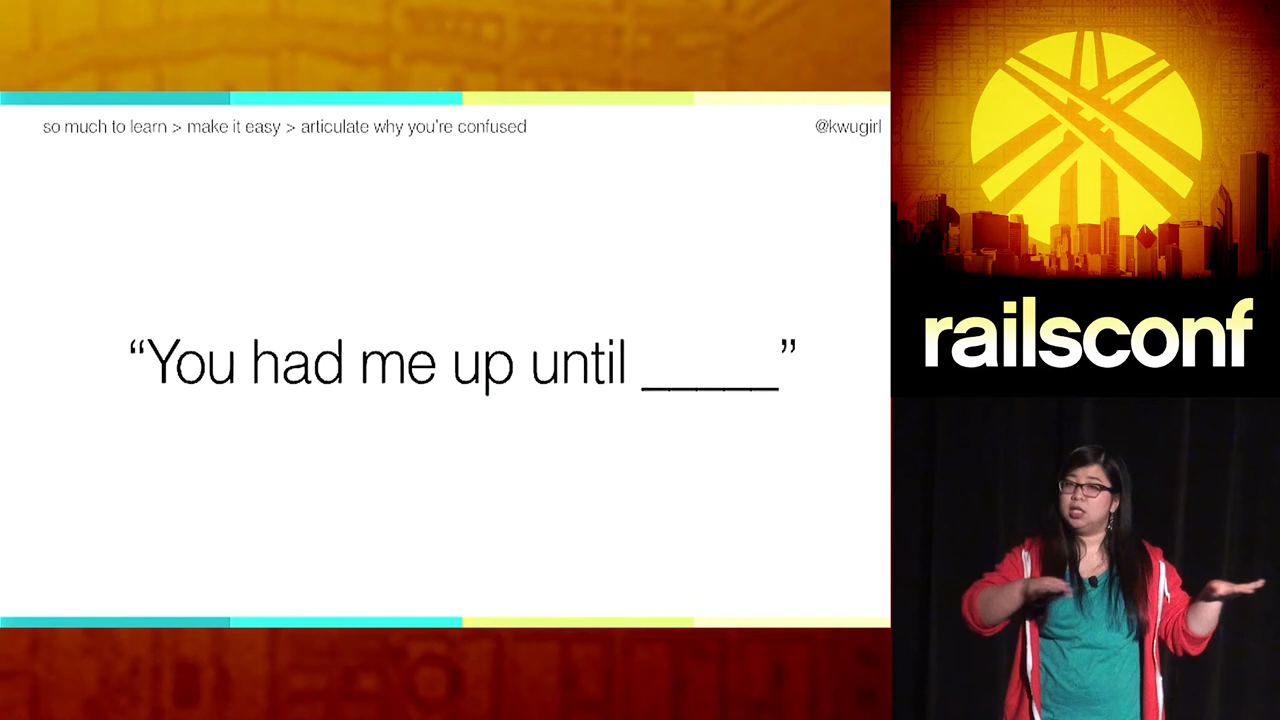 so much to learn > make it easy > articulate why you're confused
@kwugirl
“You had me up until _____”
railsconf